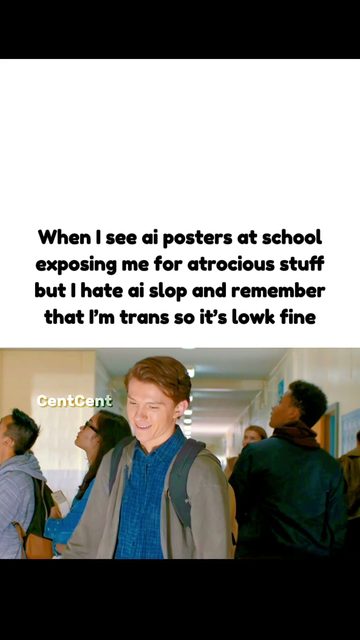 When I see ai posters at school
exposing me for atrocious stuff
but I hate ai slop and remember
that I'm trans so it's lowk fine
CentCent